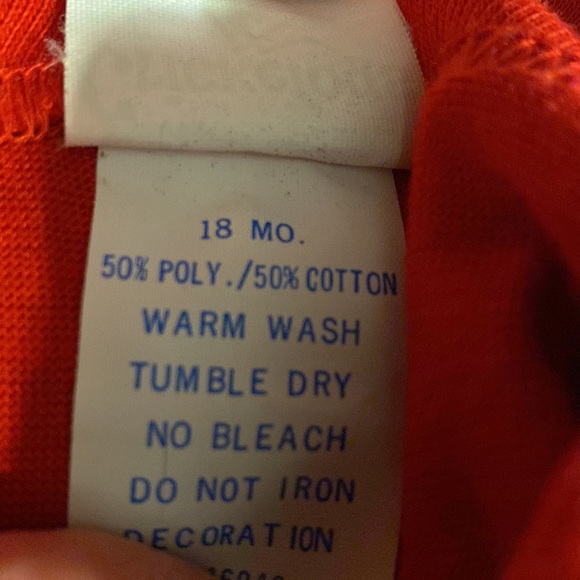 18 MO.
50% POLY./50% COTTON
WARM WASH
TUMBLE DRY
NO BLEACH
DO NOT IRON
DECORATION